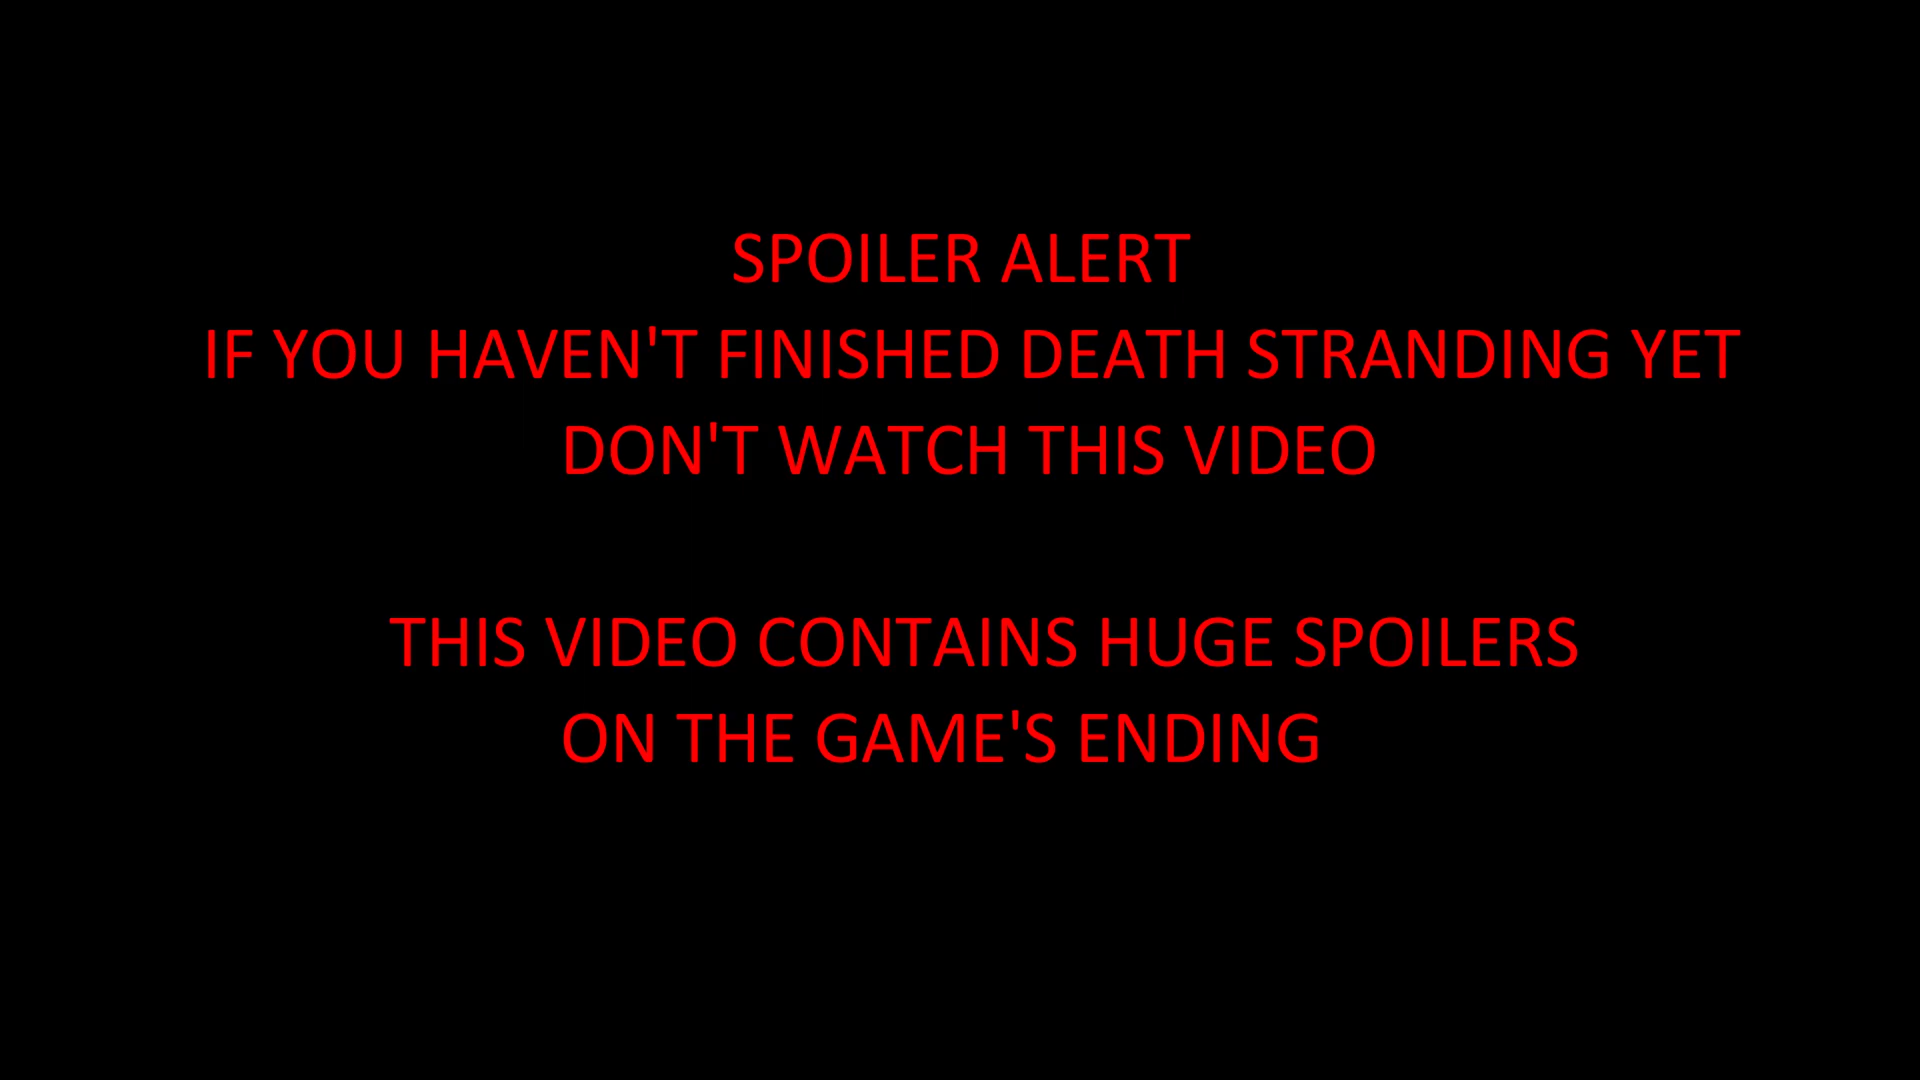 SPOILER ALERT
IF YOU HAVEN'T FINISHED DEATH STRANDING YET
DON'T WATCH THIS VIDEO
THIS VIDEO CONTAINS HUGE SPOILERS
ON THE GAME'S ENDING